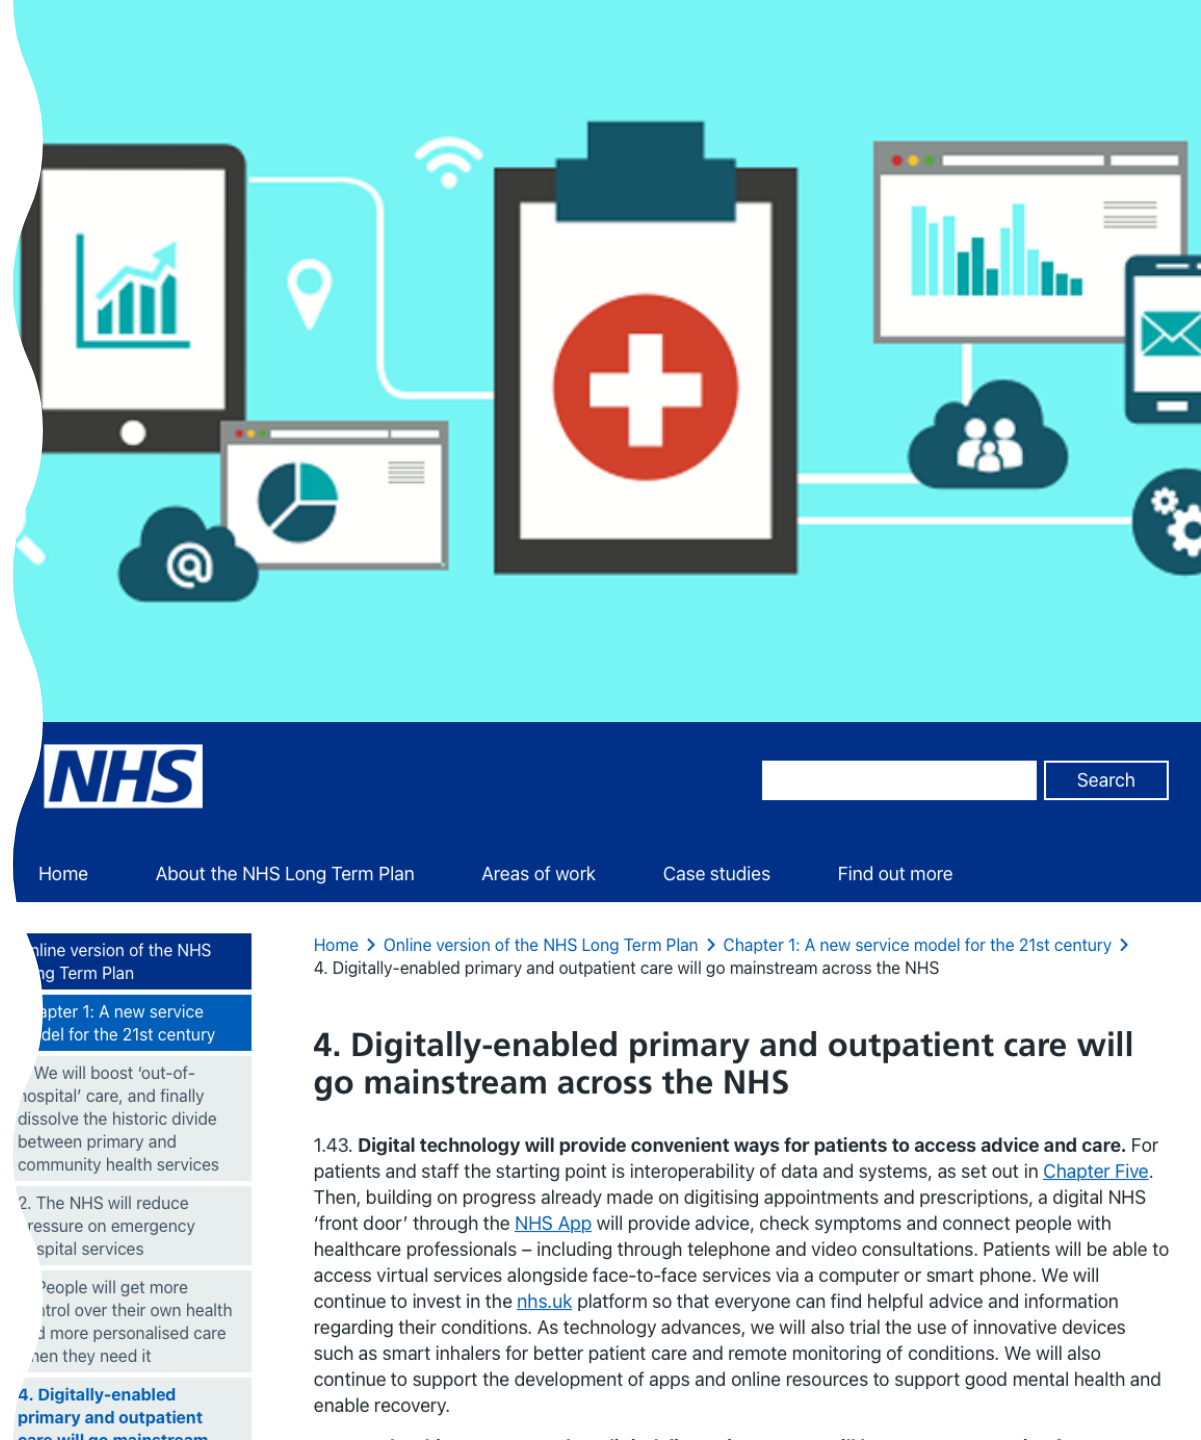 NHS
Search
Home
About the NHS Long Term Plan
Areas of work
Case studies
Find out more
version of the NHS
Term Plan
1: A new service
for the 21st century
We will boost ‘out-of-
care, and finally
dissolve the historic divide
between primary and
community health services
2. The NHS will reduce
on emergency
services
People will get more
over their own health
more personalised care
they need it
4. Digitally-enabled
primary and outpatient
care will go mainstream
Home > Online version of the NHS Long Term Plan > Chapter 1: A new service model for the 21st century >
4. Digitally-enabled primary and outpatient care will go mainstream across the NHS
4. Digitally-enabled primary and outpatient care will
go mainstream across the NHS
1.43. Digital technology will provide convenient ways for patients to access advice and care. For
patients and staff the starting point is interoperability of data and systems, as set out in Chapter Five.
Then, building on progress already made on digitising appointments and prescriptions, a digital NHS
‘front door’ through the NHS App will provide advice, check symptoms and connect people with
healthcare professionals – including through telephone and video consultations. Patients will be able to
access virtual services alongside face-to-face services via a computer or smart phone. We will
continue to invest in the nhs.uk platform so that everyone can find helpful advice and information
regarding their conditions. As technology advances, we will also trial the use of innovative devices
such as smart inhalers for better patient care and remote monitoring of conditions. We will also
continue to support the development of apps and online resources to support good mental health and
enable recovery.